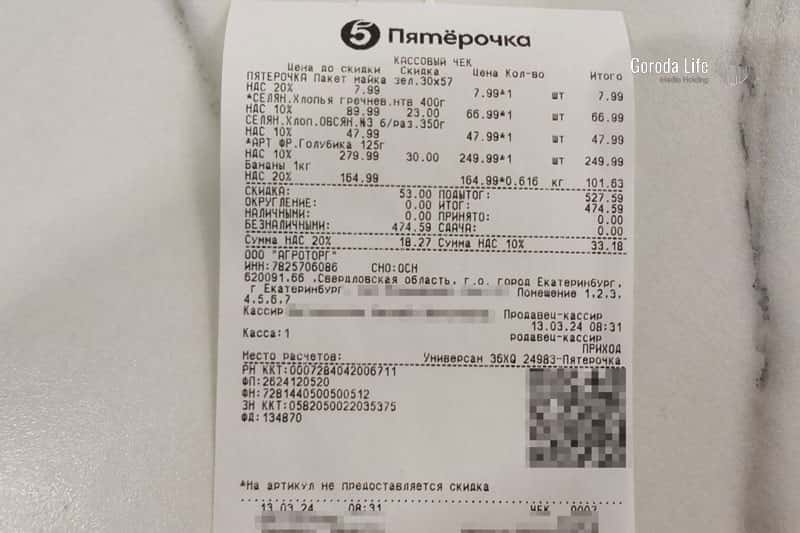 5 Пятёрочка
Goroda Life
Media Holding
КАССОВЫЙ ЧЕК
Цена до скидки Скидка Цена Кол-во Итого
ПЯТЕРОЧКА Пакет майка зел.30х57
НДС 20% 7.99 7.99*1 шт 7.99
*СЕЛЯН.Хлопья гречнев.нтв 400г
НДС 10% 89.99 23.00 66.99*1 шт 66.99
СЕЛЯН.Хлоп.ОВСЯН.№3 б/раз.350г
НДС 10% 47.99 47.99*1 шт 47.99
*АРТ ФР.Голубика 125г
НДС 10% 279.99 30.00 249.99*1 шт 249.99
Бананы 1кг
НДС 20% 164.99 164.99*0.616 кг 101.63
СКИДКА: 53.00 ПОДЫТОГ: 527.59
ОКРУГЛЕНИЕ: 0.00 ИТОГ: 474.59
НАЛИЧНЫМИ: 0.00 ПРИНЯТО: 0.00
БЕЗНАЛИЧНЫМИ: 474.59 СДАЧА: 0.00
Сумма НДС 20% 18.27 Сумма НДС 10% 33.18
ООО "АГРОТОРГ"
ИНН:7825706086 СНО:ОСН
620091.66 .Свердловская область, г.о. город Екатеринбург,
г Екатеринбург, Помещение 1,2,3,
4,5,6,7
Кассир Продавец-кассир
13.03.24 08:31
Касса:1 родавец-кассир
ПРИХОД
Место расчетов: Универсам 36XQ 24983-Пятерочка
РН ККТ:0007284042006711
ФП:2624120520
ФН:7281440500500512
ЗН ККТ:0582050022035375
ФД:134870
*На артикул не предоставляется скидка
13.03.24 08:31 ЧЕК 0002